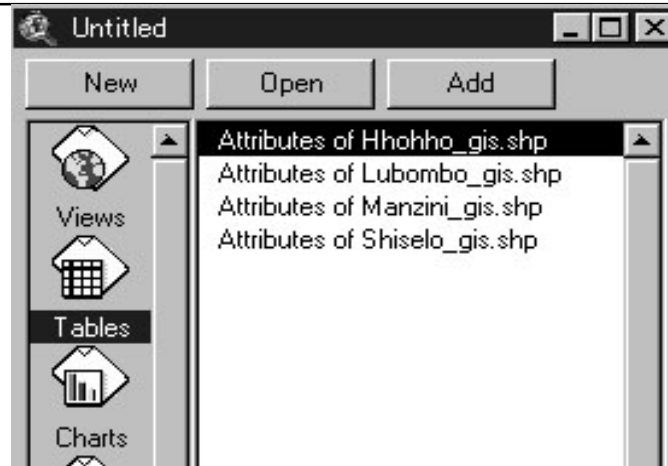 Untitled
New Open Add
Attributes of Hhohho_gis.shp
Attributes of Lubombo_gis.shp
Attributes of Manzini_gis.shp
Attributes of Shiselo_gis.shp
Views
Tables
Charts